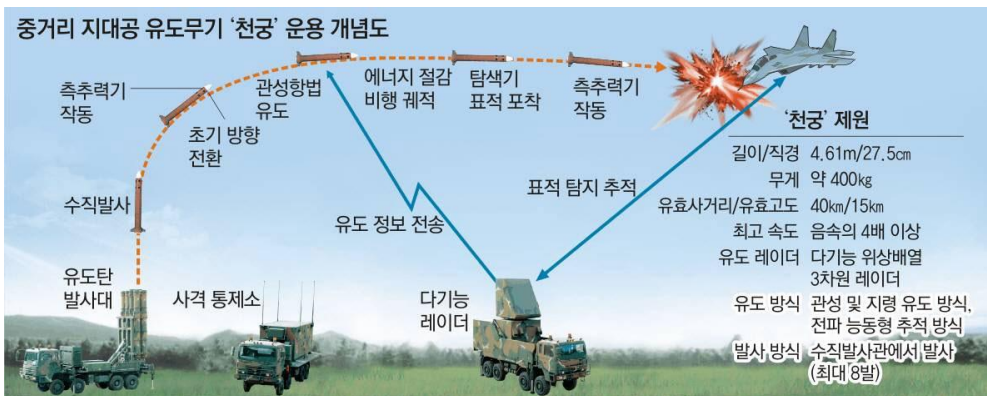 중거리 지대공 유도무기 '천궁' 운용 개념도
측추력기
작동
초기 방향
전환
관성항법
유도
에너지 절감
비행 궤적
탐색기
표적 포착
측추력기
작동
수직발사
유도 정보 전송
표적 탐지 추적
유도탄
발사대
사격 통제소
다기능
레이더
'천궁' 제원
길이/직경 4.61m/27.5㎝
무게 약 400㎏
유효사거리/유효고도 40㎞/15㎞
최고 속도 음속의 4배 이상
유도 레이더 다기능 위상배열
3차원 레이더
유도 방식 관성 및 지령 유도 방식,
전파 능동형 추적 방식
발사 방식 수직발사관에서 발사
(최대 8발)